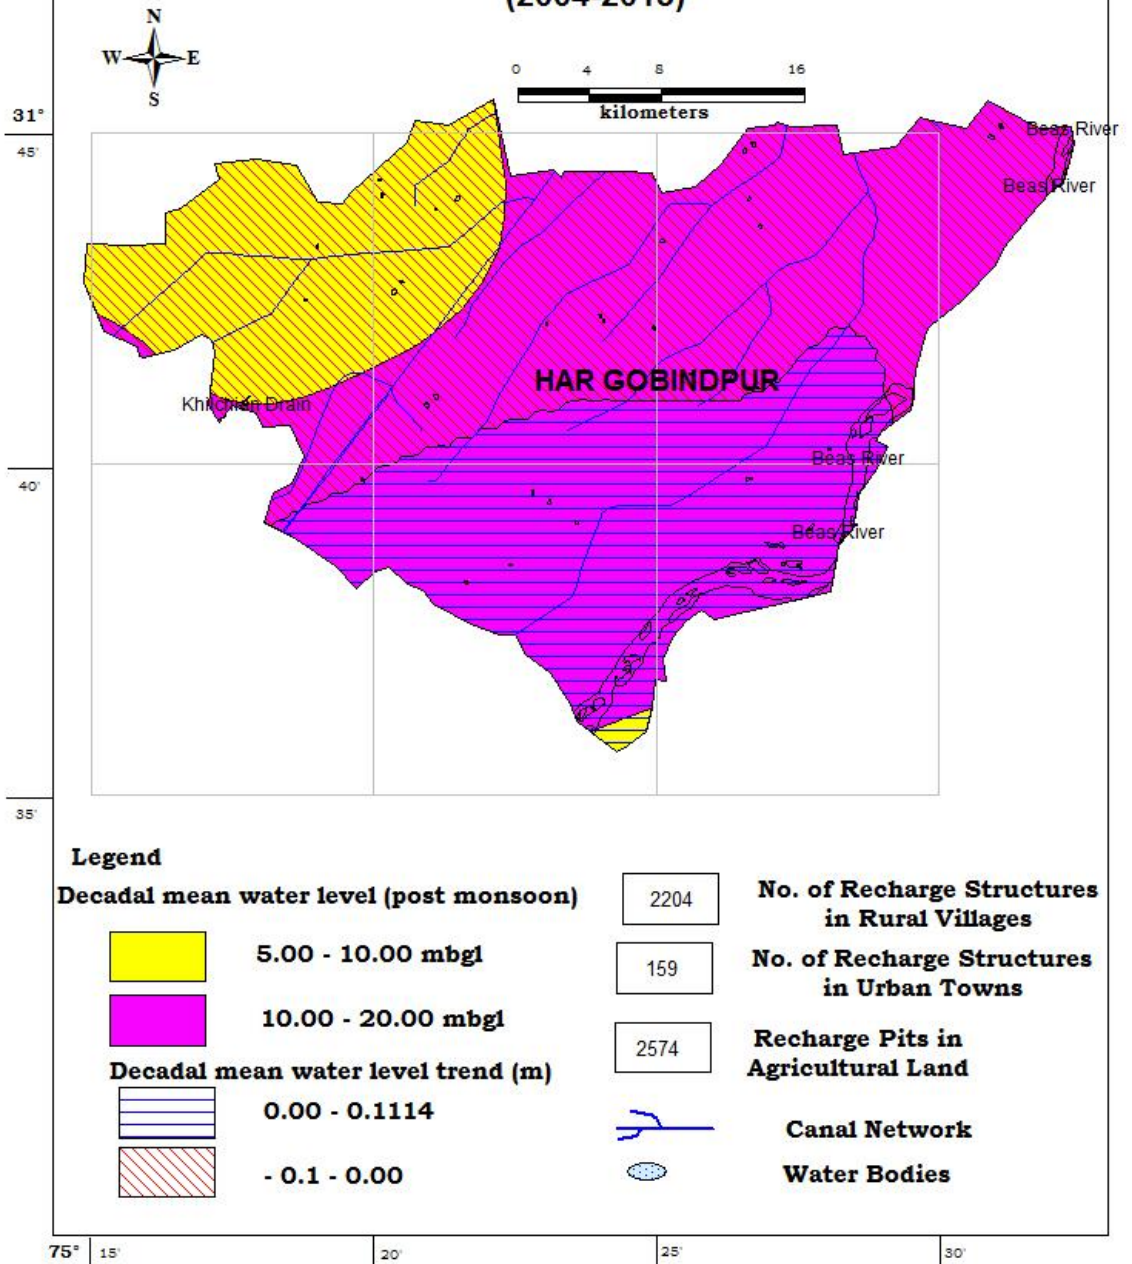 N
W E
S
0 4 8 16
kilometers
31°
45'
Beas River
Beas River
HAR GOBINDPUR
Khilchian Drain
Beas River
40'
Beas River
35'
Legend
Decadal mean water level (post monsoon)
5.00 - 10.00 mbgl
10.00 - 20.00 mbgl
Decadal mean water level trend (m)
0.00 - 0.1114
- 0.1 - 0.00
2204
No. of Recharge Structures
in Rural Villages
159
No. of Recharge Structures
in Urban Towns
2574
Recharge Pits in
Agricultural Land
Canal Network
Water Bodies
75° 15' 20' 25' 30'